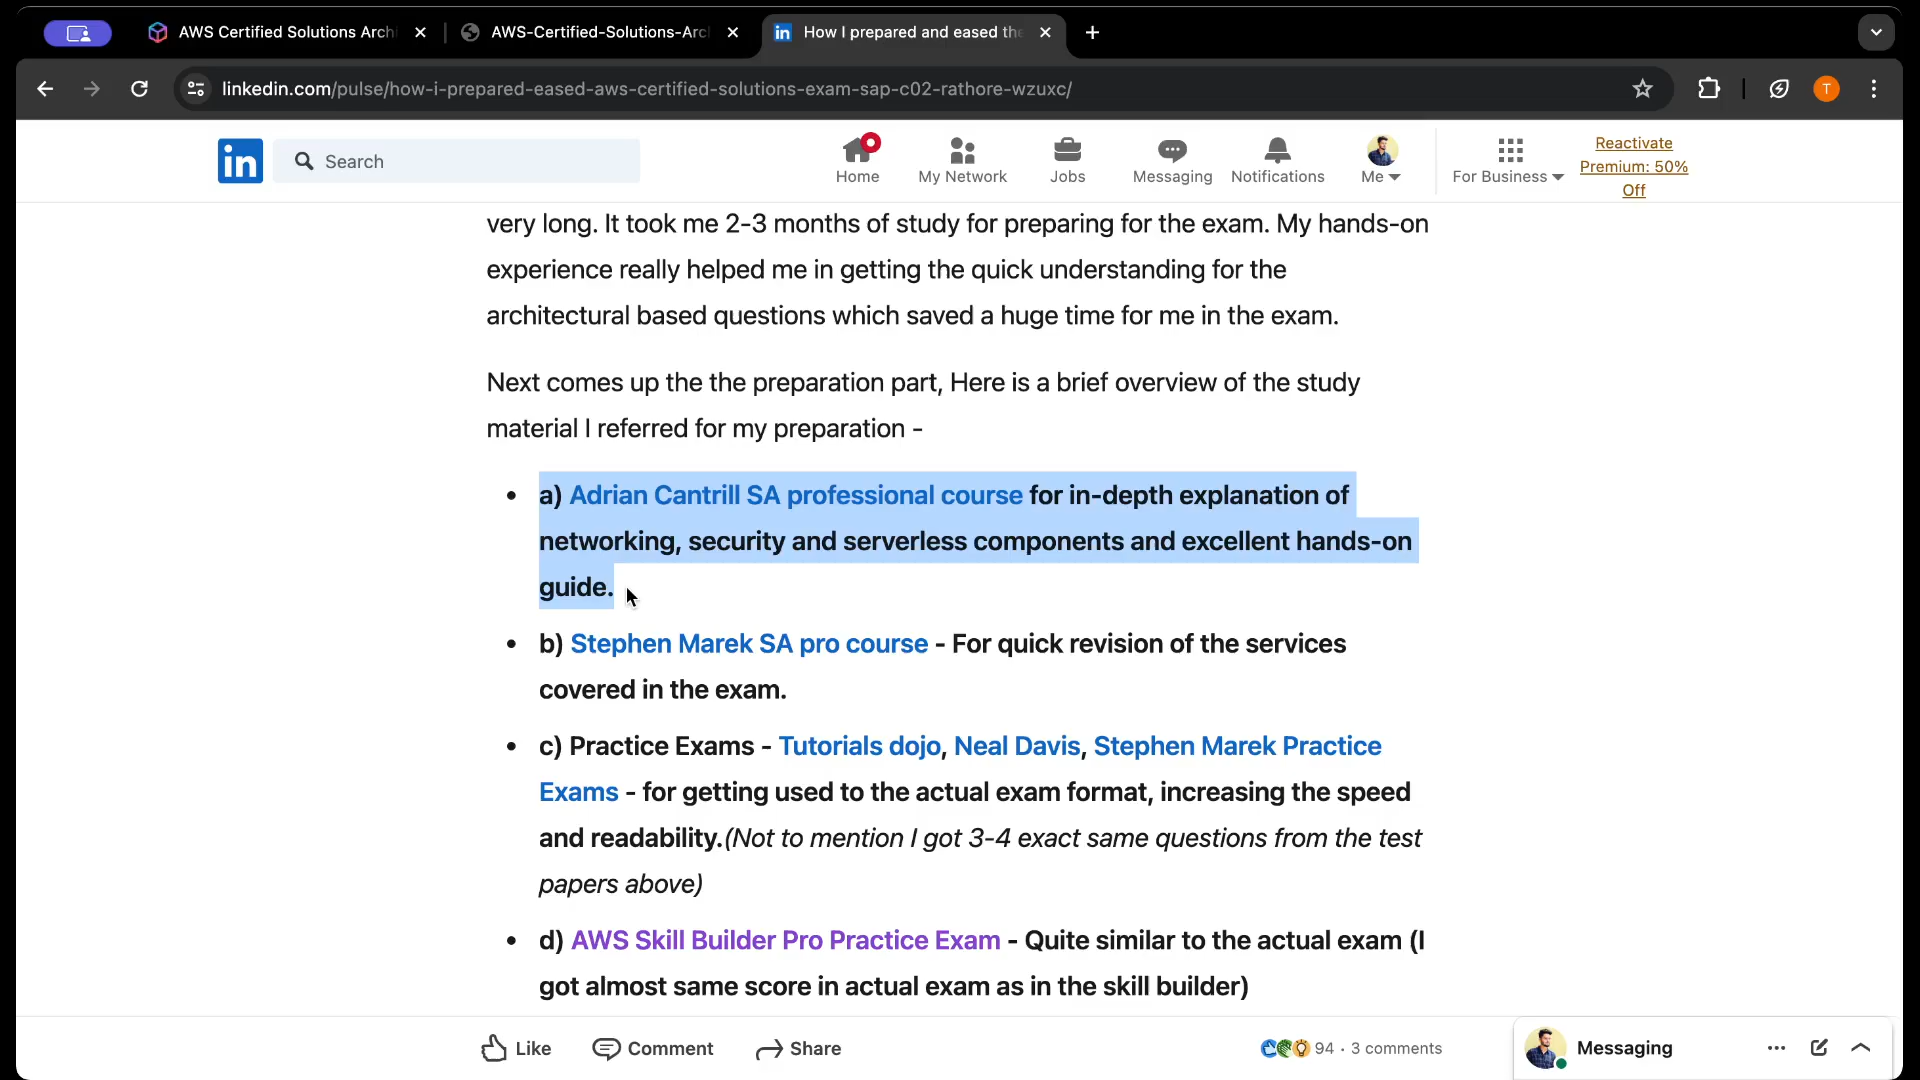 AWS Certified Solutions Archi
AWS-Certified-Solutions-Arc
How I prepared and eased the
linkedin.com/pulse/how-i-prepared-eased-aws-certified-solutions-exam-sap-c02-rathore-wzuxc/
T
in
Search
Home
My Network
Jobs
Messaging
Notifications
Me
For Business
Reactivate
Premium: 50%
Off
very long. It took me 2-3 months of study for preparing for the exam. My hands-on
experience really helped me in getting the quick understanding for the
architectural based questions which saved a huge time for me in the exam.
Next comes up the the preparation part, Here is a brief overview of the study
material I referred for my preparation -
• a) Adrian Cantrill SA professional course for in-depth explanation of
networking, security and serverless components and excellent hands-on
guide.
• b) Stephen Marek SA pro course - For quick revision of the services
covered in the exam.
• c) Practice Exams - Tutorials dojo, Neal Davis, Stephen Marek Practice
Exams - for getting used to the actual exam format, increasing the speed
and readability.(Not to mention I got 3-4 exact same questions from the test
papers above)
• d) AWS Skill Builder Pro Practice Exam - Quite similar to the actual exam (I
got almost same score in actual exam as in the skill builder)
Like
Comment
Share
94 · 3 comments
Messaging